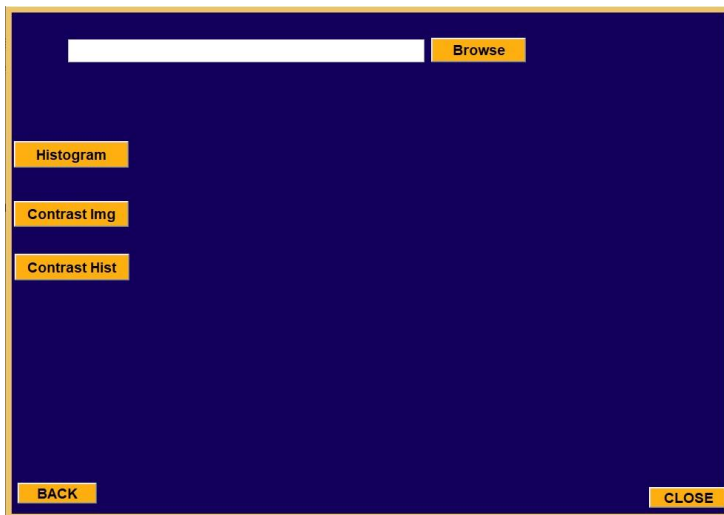 Browse
Histogram
Contrast Img
Contrast Hist
BACK
CLOSE